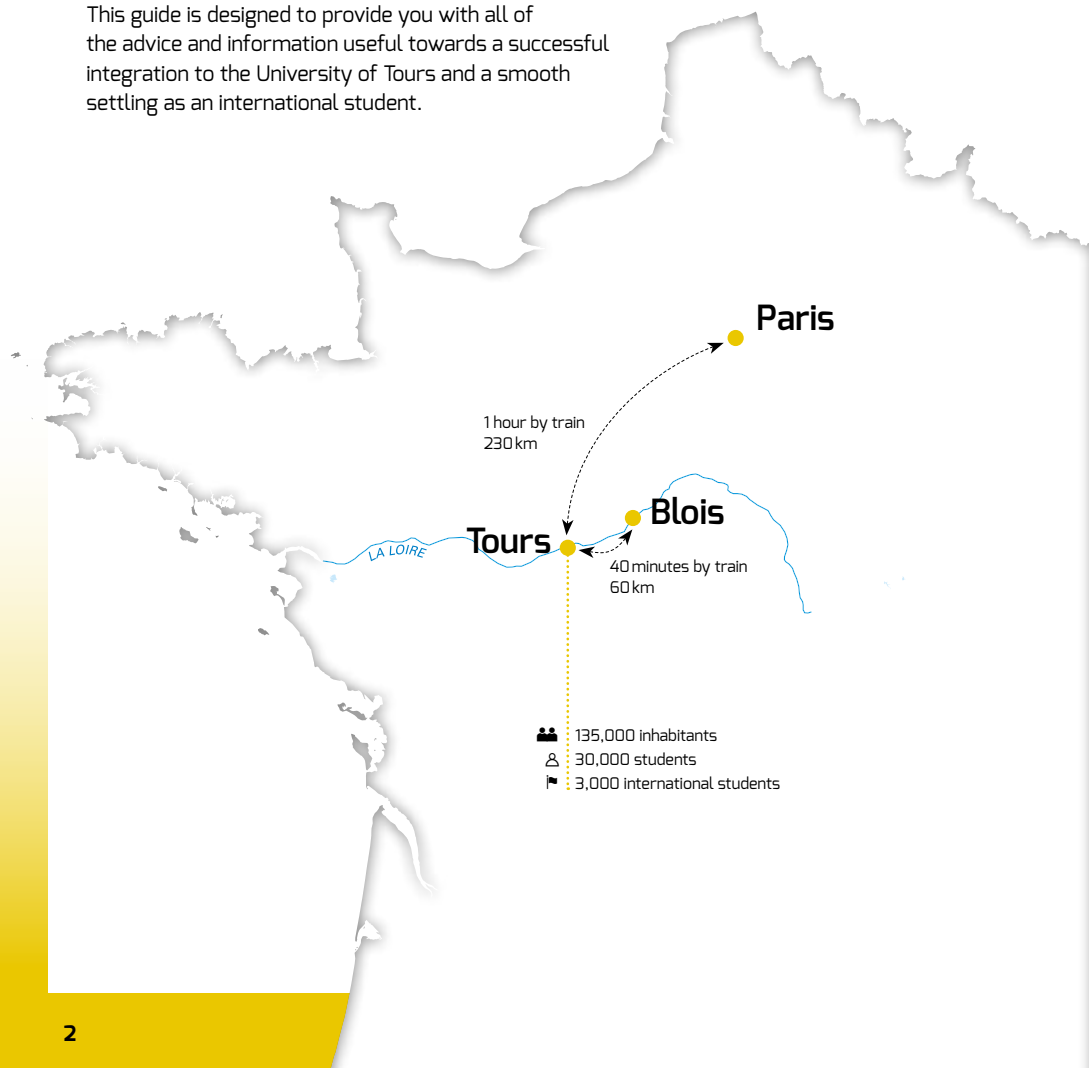 This guide is designed to provide you with all of
the advice and information useful towards a successful
integration to the University of Tours and a smooth
settling as an international student.
Paris
1 hour by train
230 km
Blois
Tours
LA LOIRE
40 minutes by train
60 km
135,000 inhabitants
30,000 students
3,000 international students
2